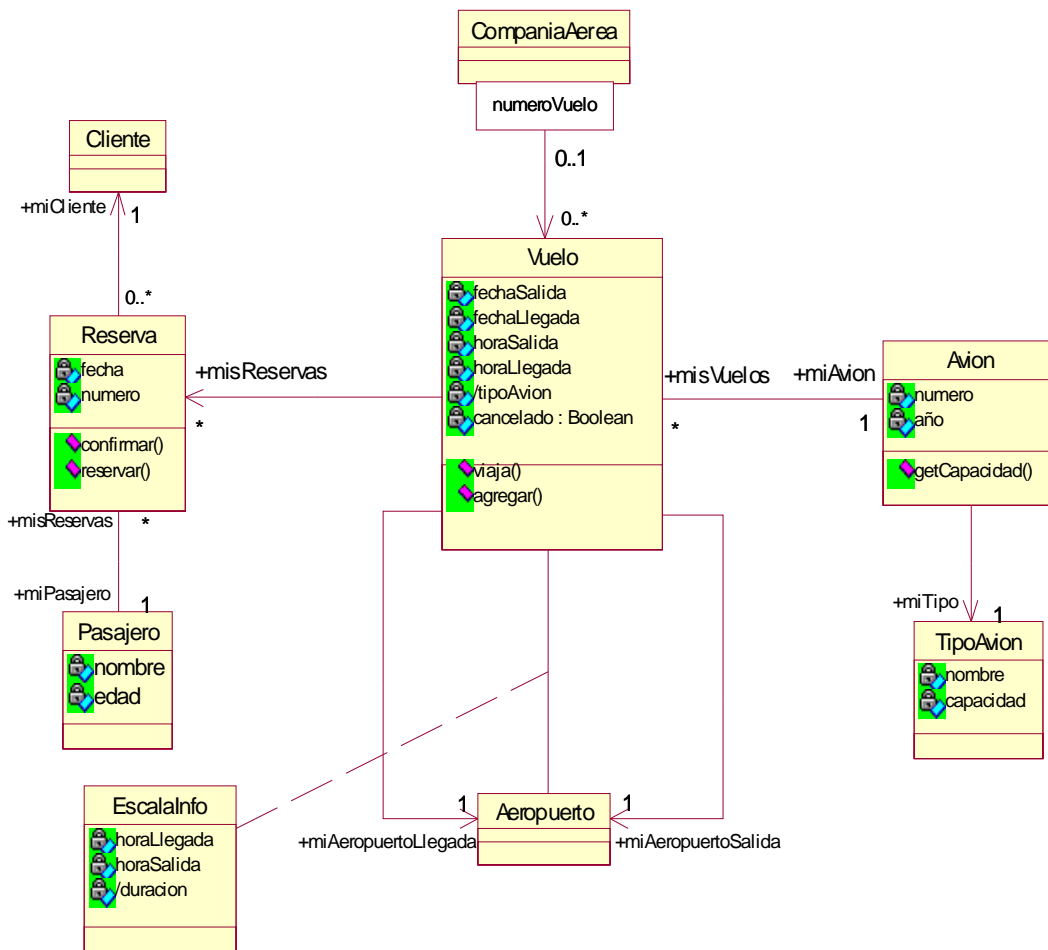 CompaniaAerea
numeroVuelo
0..1
0..*
Cliente
+miCliente
1
0..*
Reserva
fecha
numero
confirmar()
reservar()
+misReservas
*
Vuelo
fechaSalida
fechaLlegada
horaSalida
horaLlegada
/tipoAvion
cancelado : Boolean
viaja()
agregar()
+misVuelos
*
+miAvion
1
Avion
numero
año
getCapacidad()
+misReservas
*
+miPasajero
1
Pasajero
nombre
edad
+miTipo
1
TipoAvion
nombre
capacidad
EscalaInfo
horaLlegada
horaSalida
/duracion
1
+miAeropuertoLlegada
Aeropuerto
1
+miAeropuertoSalida